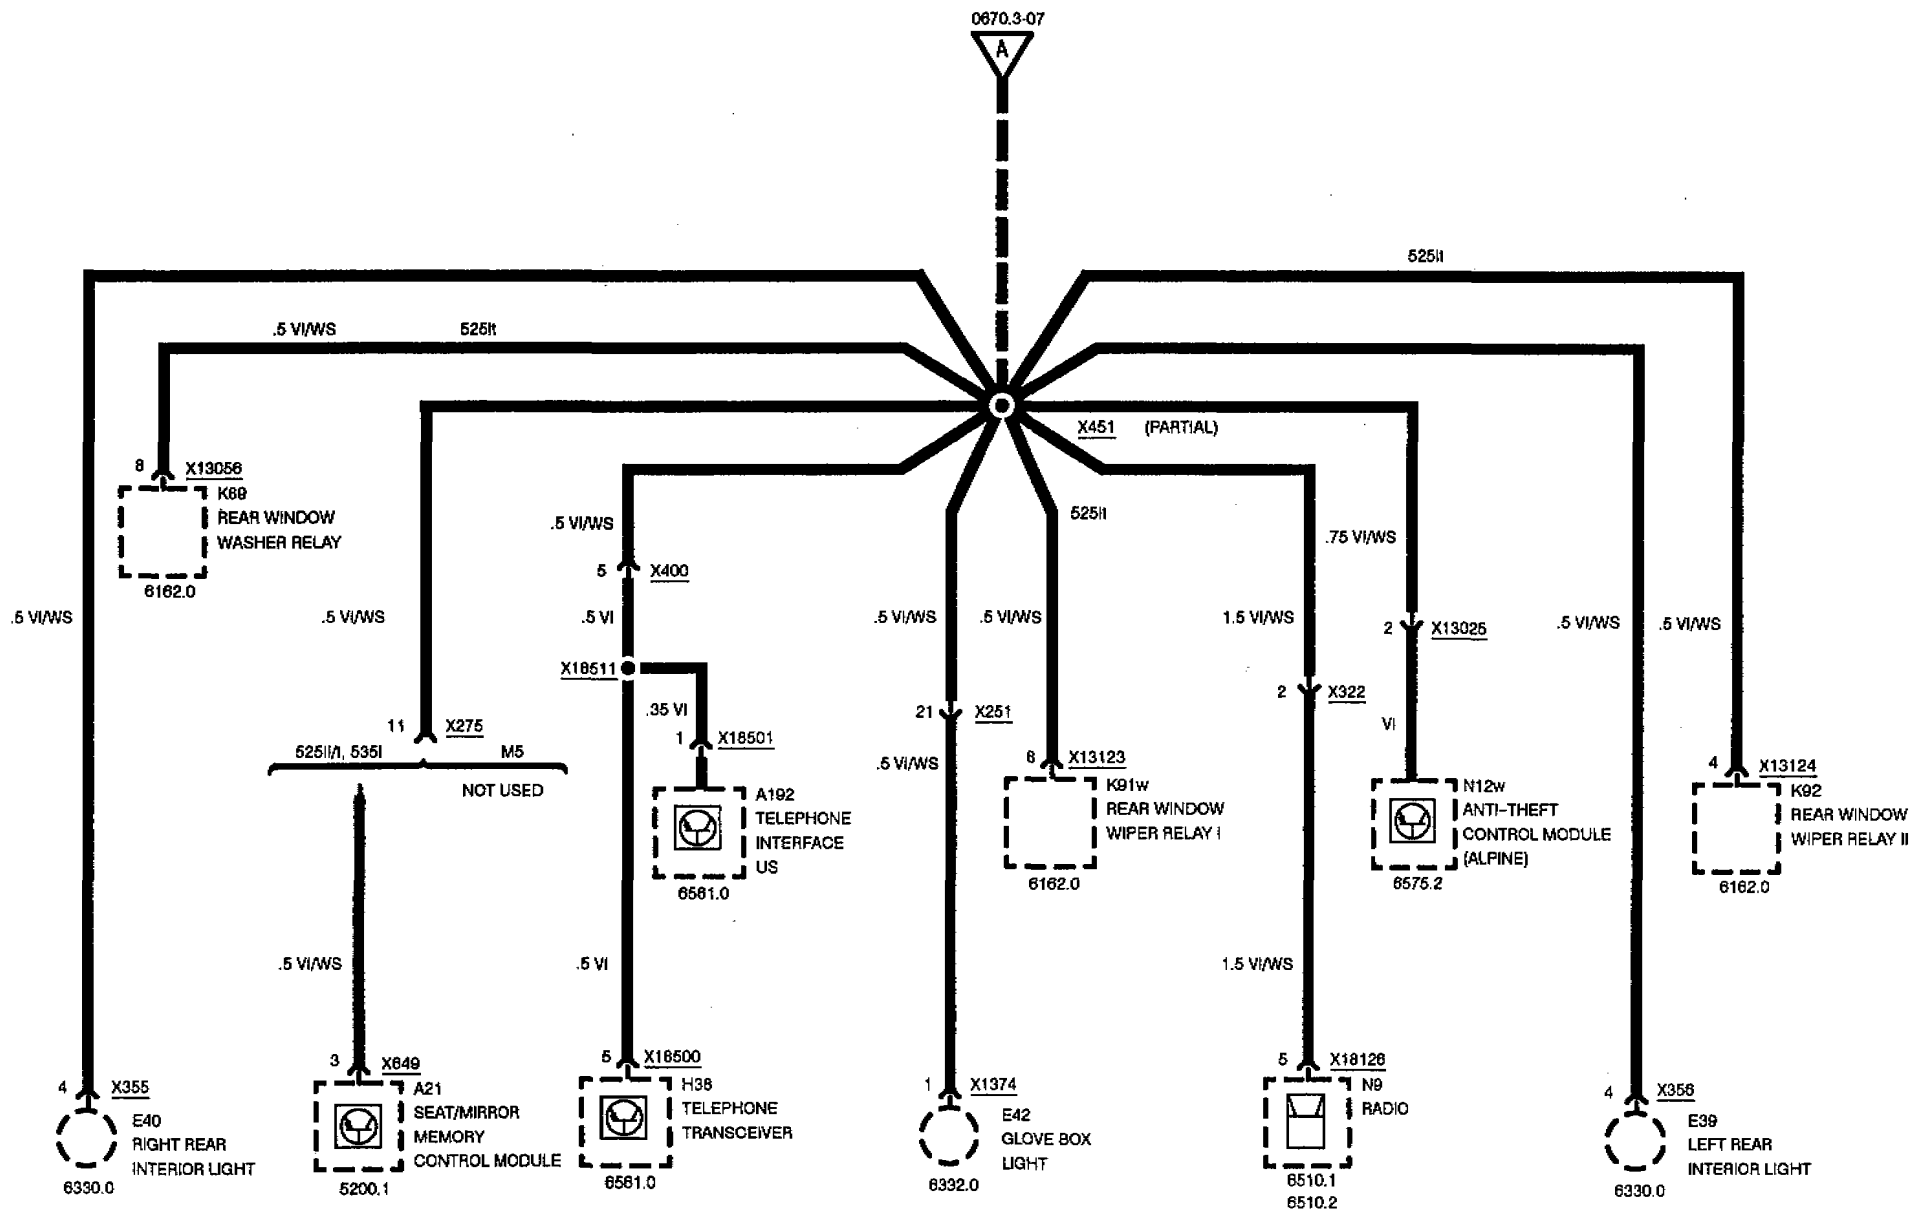 0670.3-07
A
525It
.5 VI/WS
525It
X451 (PARTIAL)
8 X13056
K69
REAR WINDOW
WASHER RELAY
6162.0
.5 VI/WS
5 X400
525It
.75 VI/WS
.5 VI/WS
.5 VI/WS
.5 VI
.5 VI/WS
.5 VI/WS
1.5 VI/WS
2 X13025
.5 VI/WS
.5 VI/WS
X18511
.35 VI
2 X322
11 X275
21 X251
VI
1 X18501
525iI/I, 535I
M5
NOT USED
.5 VI/WS
8 X13123
4 X13124
A192
TELEPHONE
INTERFACE
US
6561.0
K91w
REAR WINDOW
WIPER RELAY I
6162.0
N12w
ANTI-THEFT
CONTROL MODULE
(ALPINE)
6575.2
K92
REAR WINDOW
WIPER RELAY II
6162.0
.5 VI/WS
.5 VI
1.5 VI/WS
4 X355
E40
RIGHT REAR
INTERIOR LIGHT
6330.0
3 X649
A21
SEAT/MIRROR
MEMORY
CONTROL MODULE
5200.1
5 X18500
H38
TELEPHONE
TRANSCEIVER
6561.0
1 X1374
E42
GLOVE BOX
LIGHT
6332.0
5 X18126
N9
RADIO
6510.1
6510.2
4 X356
E39
LEFT REAR
INTERIOR LIGHT
6330.0